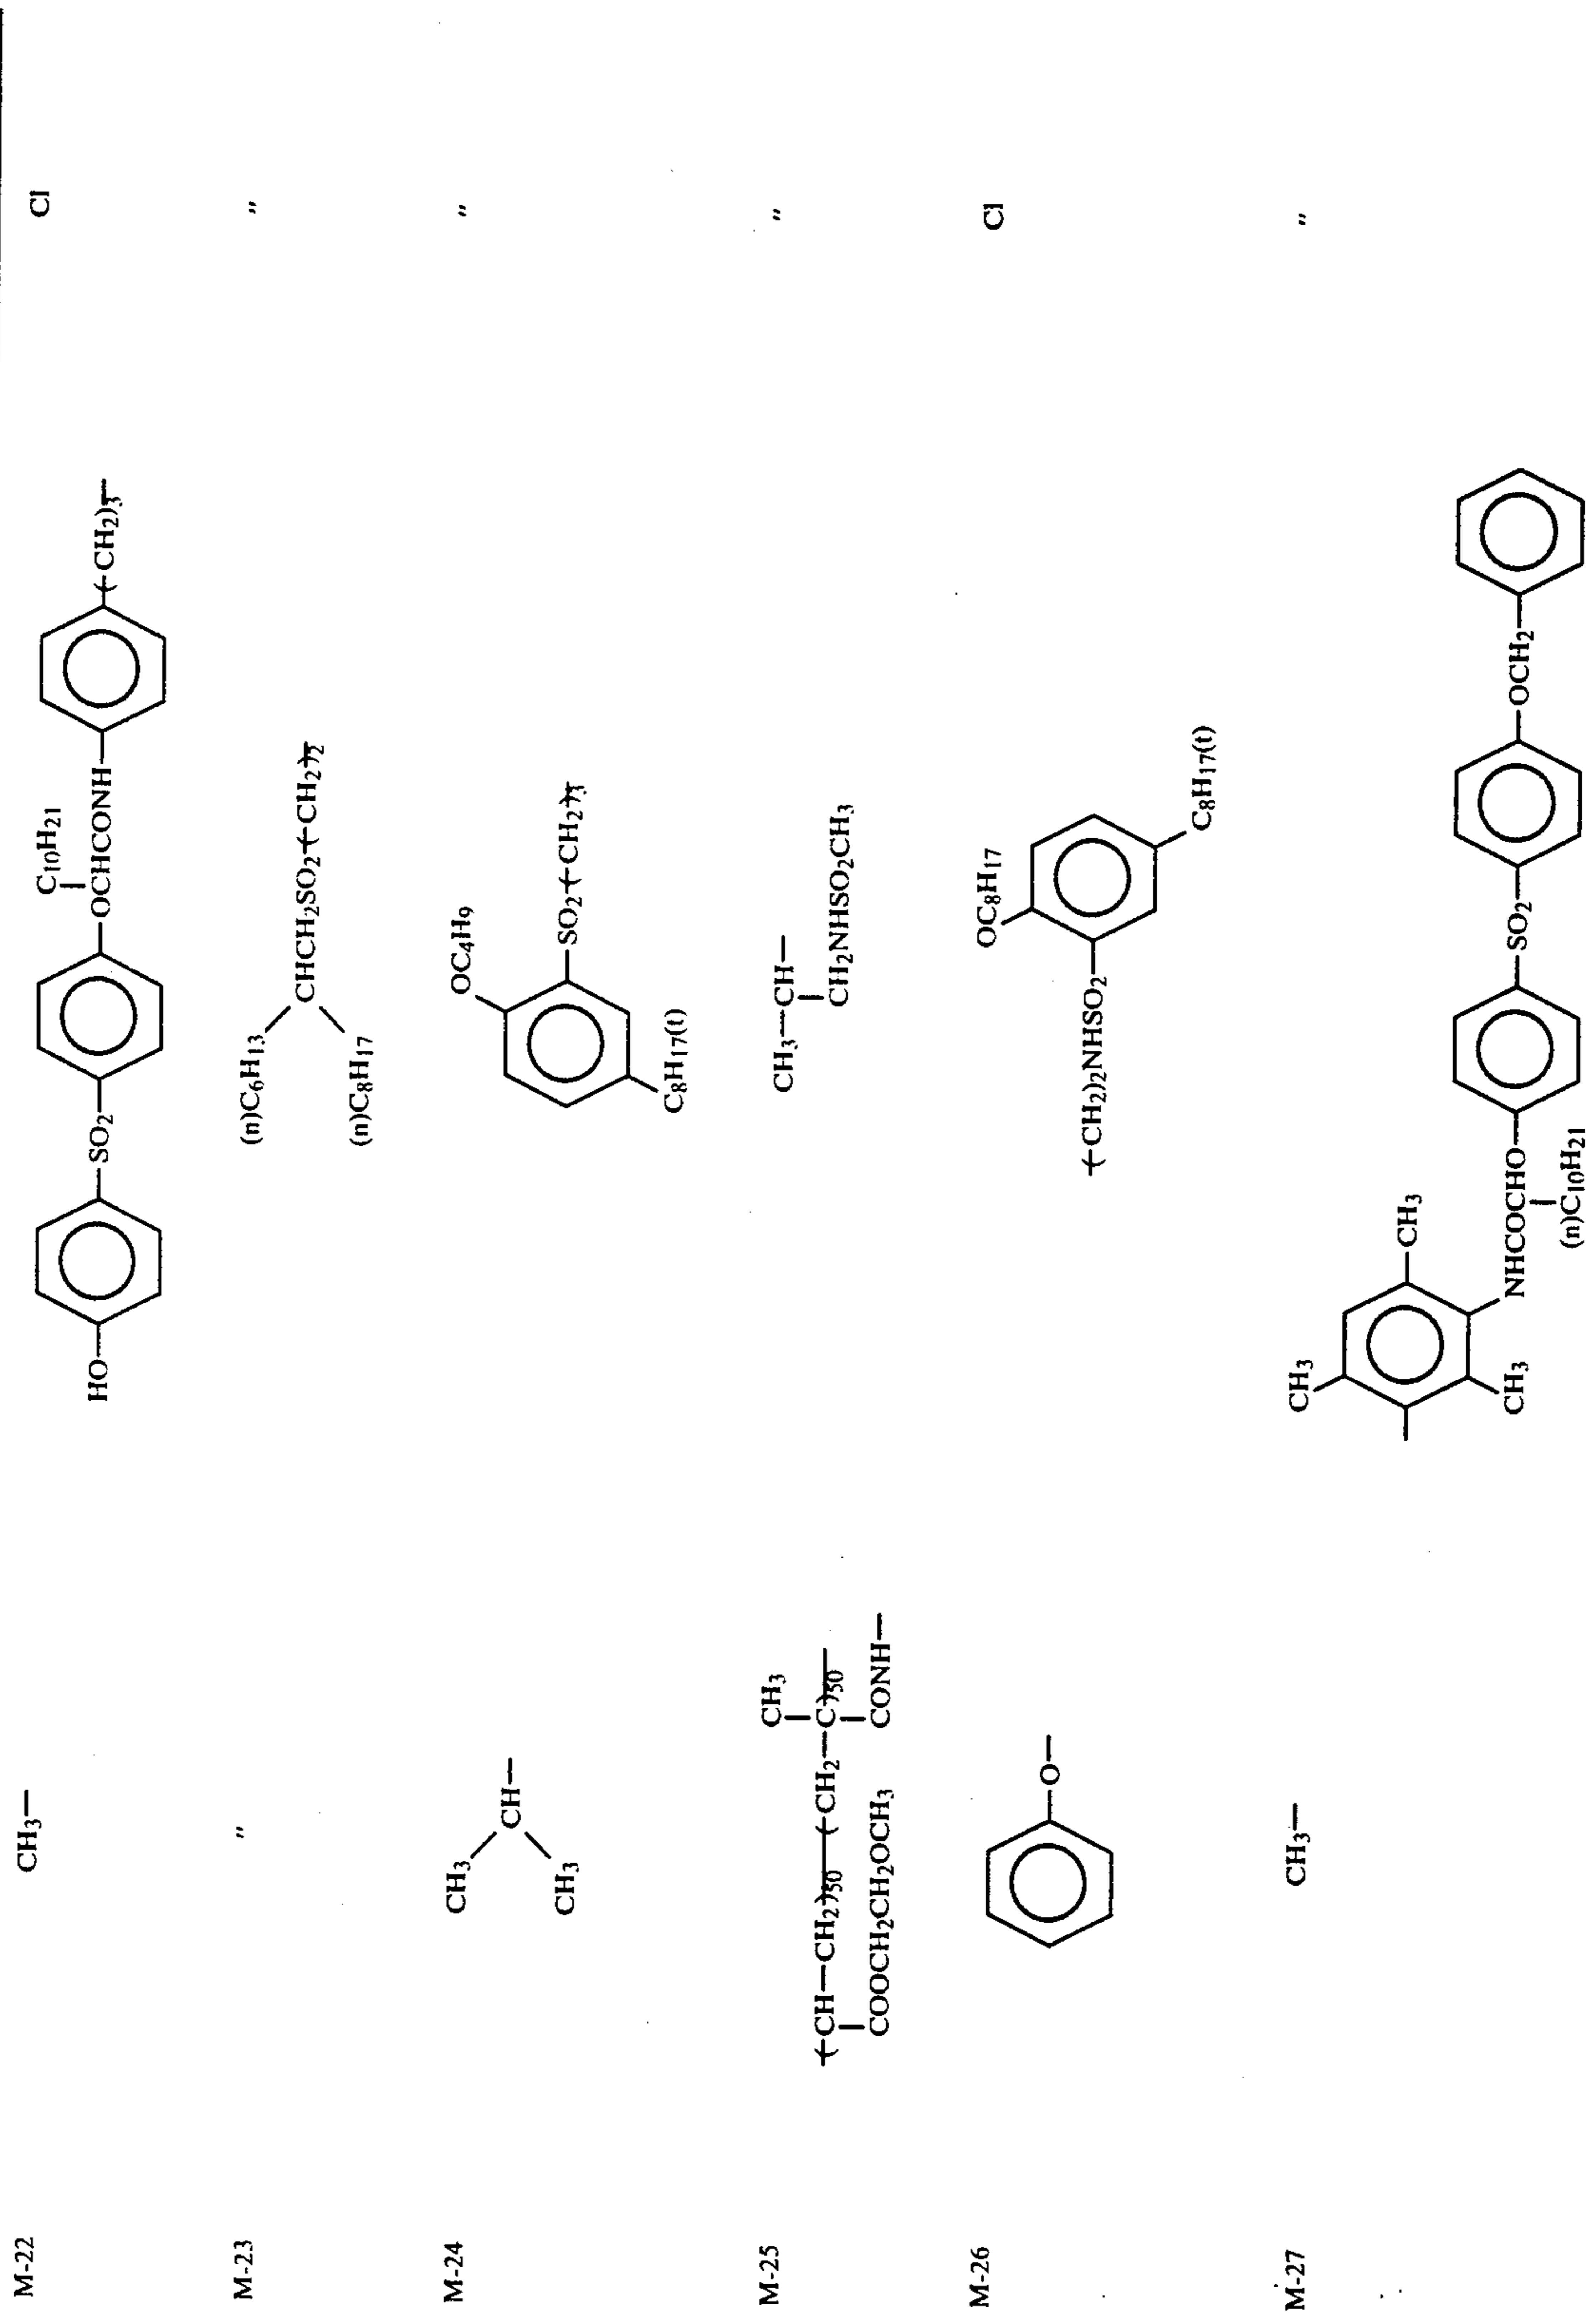 M-22 CH3— HO— —SO2— —OCHCONH— —(CH2)3—
C10H21
Cl
M-23 " (n)C6H13
CHCH2SO2—(CH2)2—
(n)C8H17
"
M-24 CH3
CH—
CH3
OC4H9
SO2—(CH2)3—
C8H17(t)
"
M-25 CH3
—(CH—CH2)50—(CH2—C)50—
COOCH2CH2OCH3 CONH—
CH3—CH—
CH2NHSO2CH3
"
M-26 —O—
OC8H17
—(CH2)2NHSO2—
C8H17(t)
Cl
M-27 CH3—
CH3
CH3
CH3 NHCOCHO— —SO2— —OCH2—
(n)C10H21
"